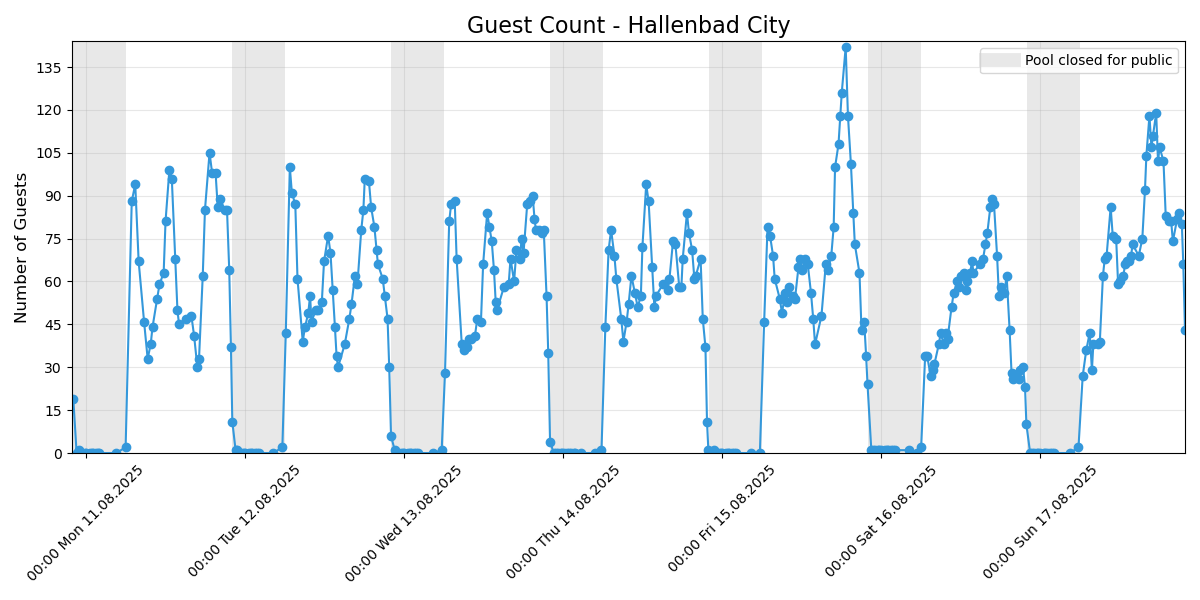 Guest Count - Hallenbad City
Pool closed for public
Number of Guests
135
120
105
90
75
60
45
30
15
0
00:00 Mon 11.08.2025
00:00 Tue 12.08.2025
00:00 Wed 13.08.2025
00:00 Thu 14.08.2025
00:00 Fri 15.08.2025
00:00 Sat 16.08.2025
00:00 Sun 17.08.2025